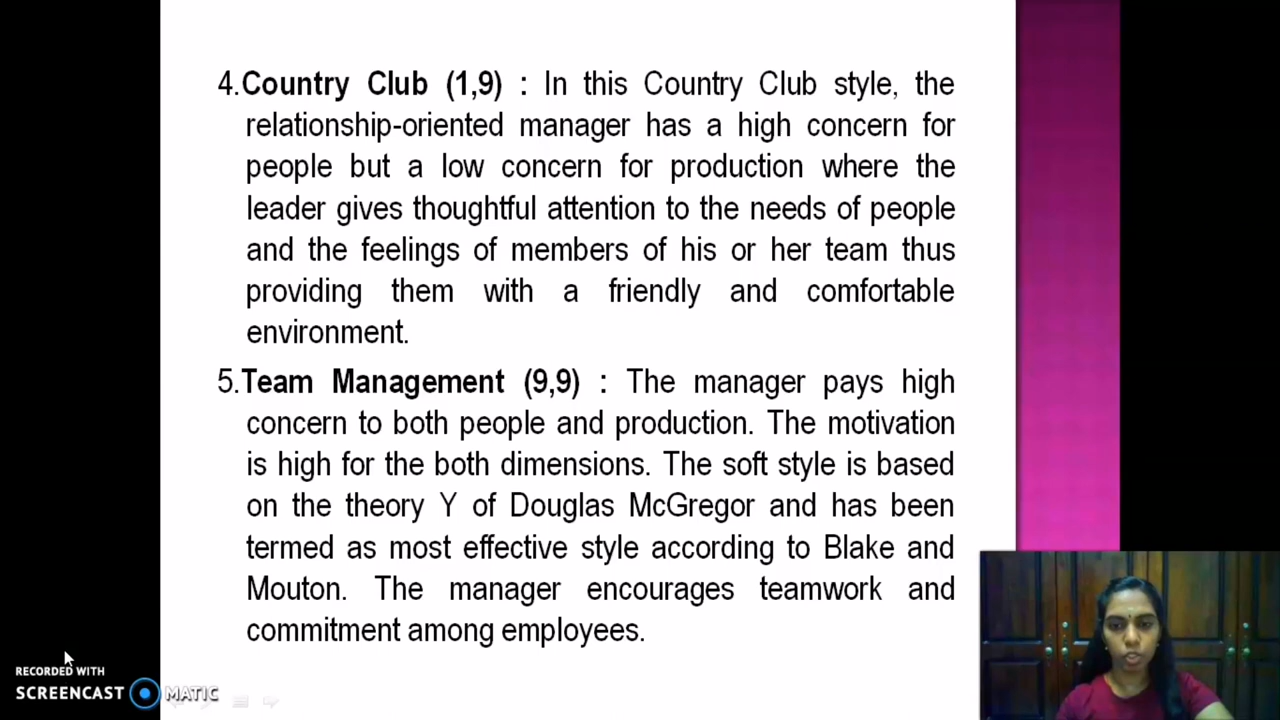 4.Country Club (1,9) : In this Country Club style, the
relationship-oriented manager has a high concern for
people but a low concern for production where the
leader gives thoughtful attention to the needs of people
and the feelings of members of his or her team thus
providing them with a friendly and comfortable
environment.
5.Team Management (9,9) : The manager pays high
concern to both people and production. The motivation
is high for the both dimensions. The soft style is based
on the theory Y of Douglas McGregor and has been
termed as most effective style according to Blake and
Mouton. The manager encourages teamwork and
commitment among employees.
RECORDED WITH
SCREENCAST MATIC